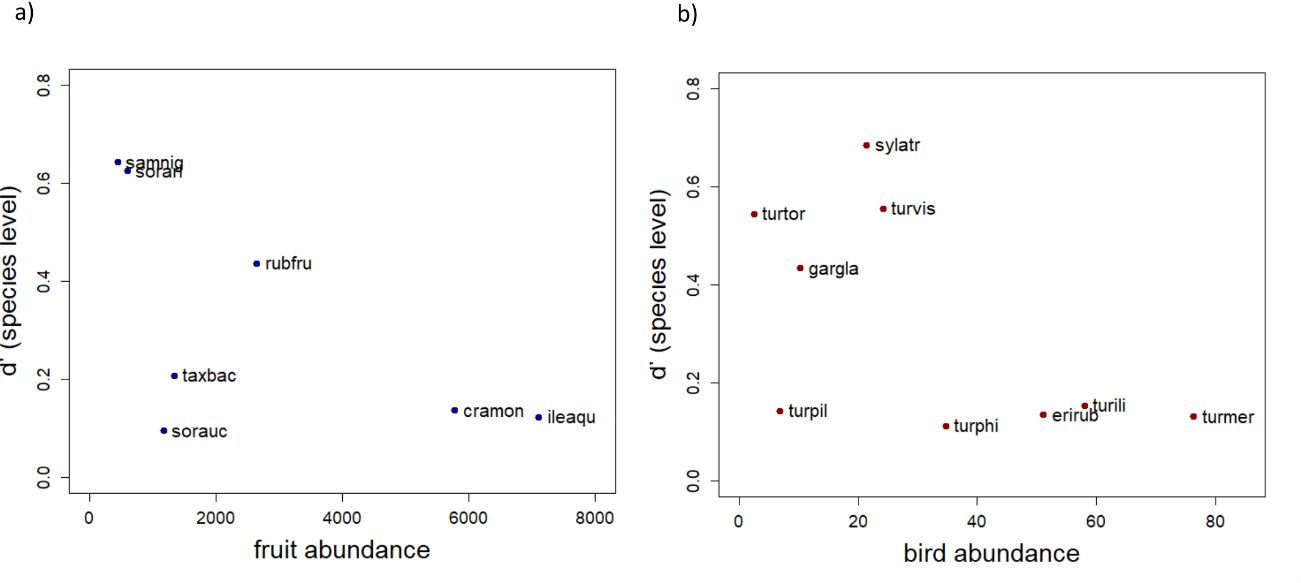 a)
d' (species level)
0.0
0.2
0.4
0.6
0.8
samnig
sorari
rubfru
taxbac
sorauc
cramon
ileaqu
0
2000
4000
6000
8000
fruit abundance
b)
d' (species level)
0.0
0.2
0.4
0.6
0.8
sylatr
turtor
turvis
gargla
turpil
turphi
erirub
turili
turmer
0
20
40
60
80
bird abundance